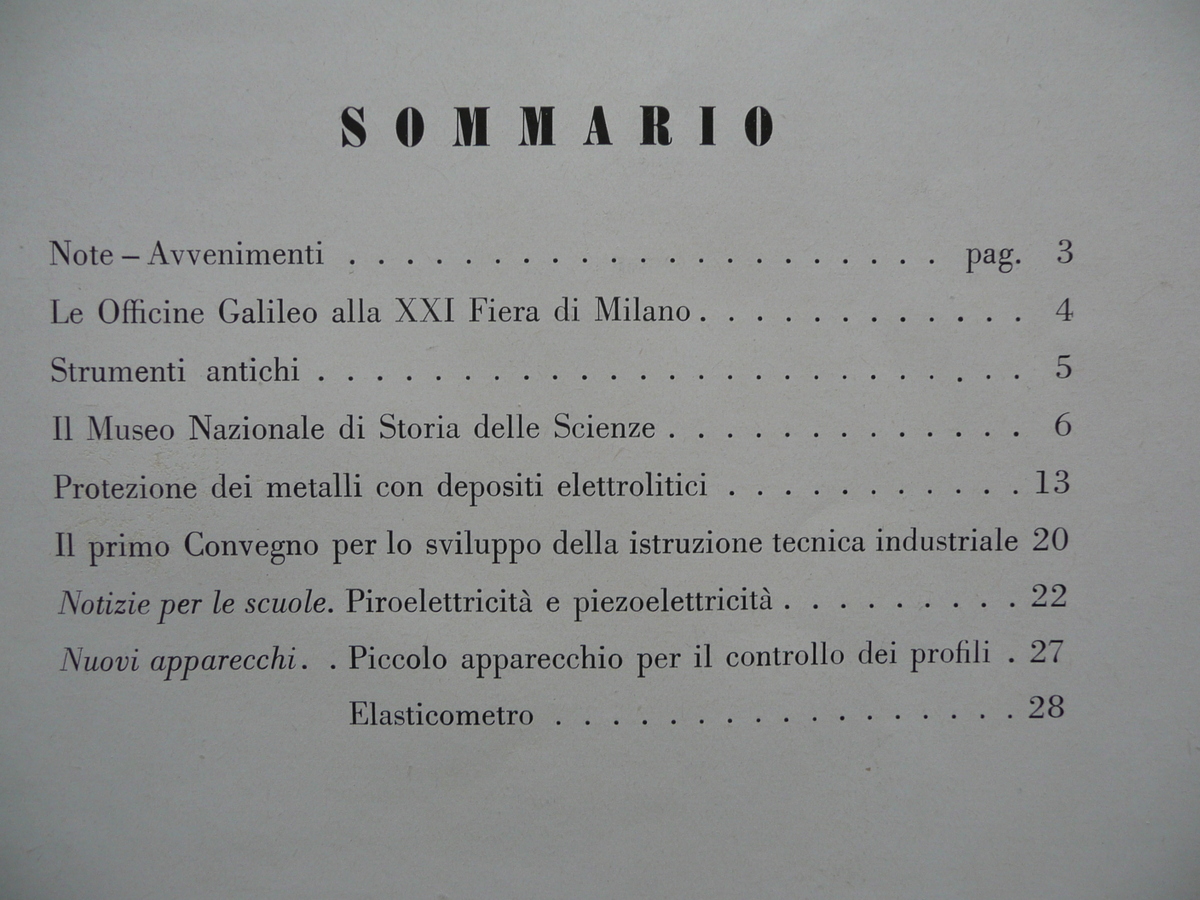 SOMMARIO
Note – Avvenimenti . . . . . . . . . . . . . . . . . . . . . pag. 3
Le Officine Galileo alla XXI Fiera di Milano . . . . . . . . . . . . 4
Strumenti antichi . . . . . . . . . . . . . . . . . . . . . . . . . 5
Il Museo Nazionale di Storia delle Scienze . . . . . . . . . . . . . 6
Protezione dei metalli con depositi elettrolitici . . . . . . . . . . . 13
Il primo Convegno per lo sviluppo della istruzione tecnica industriale 20
Notizie per le scuole. Piroelettricità e piezoelettricità . . . . . . . . . 22
Nuovi apparecchi . . Piccolo apparecchio per il controllo dei profili . 27
Elasticometro . . . . . . . . . . . . . . . . . 28